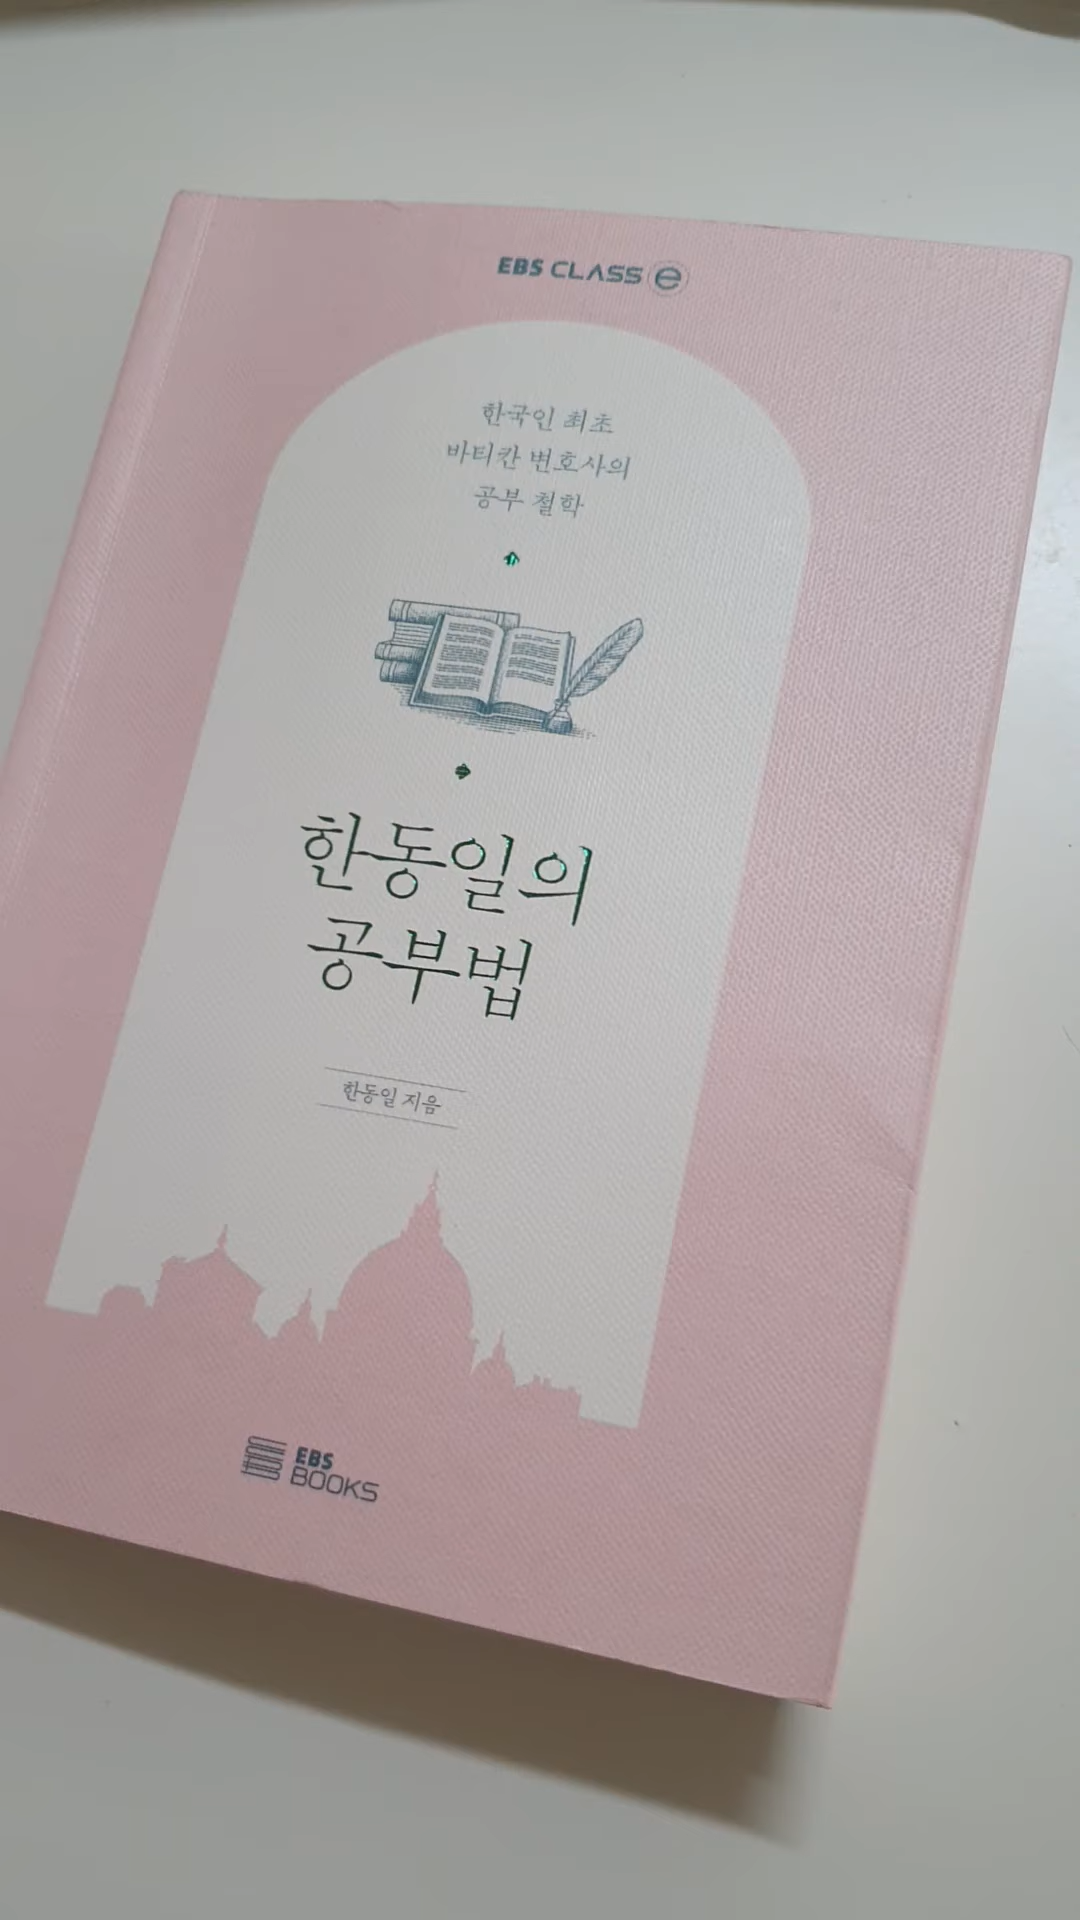 EBS CLASS e
한국인 최초
바티칸 변호사의
공부 철학
한동일의
공부법
한동일 지음
EBS
BOOKS